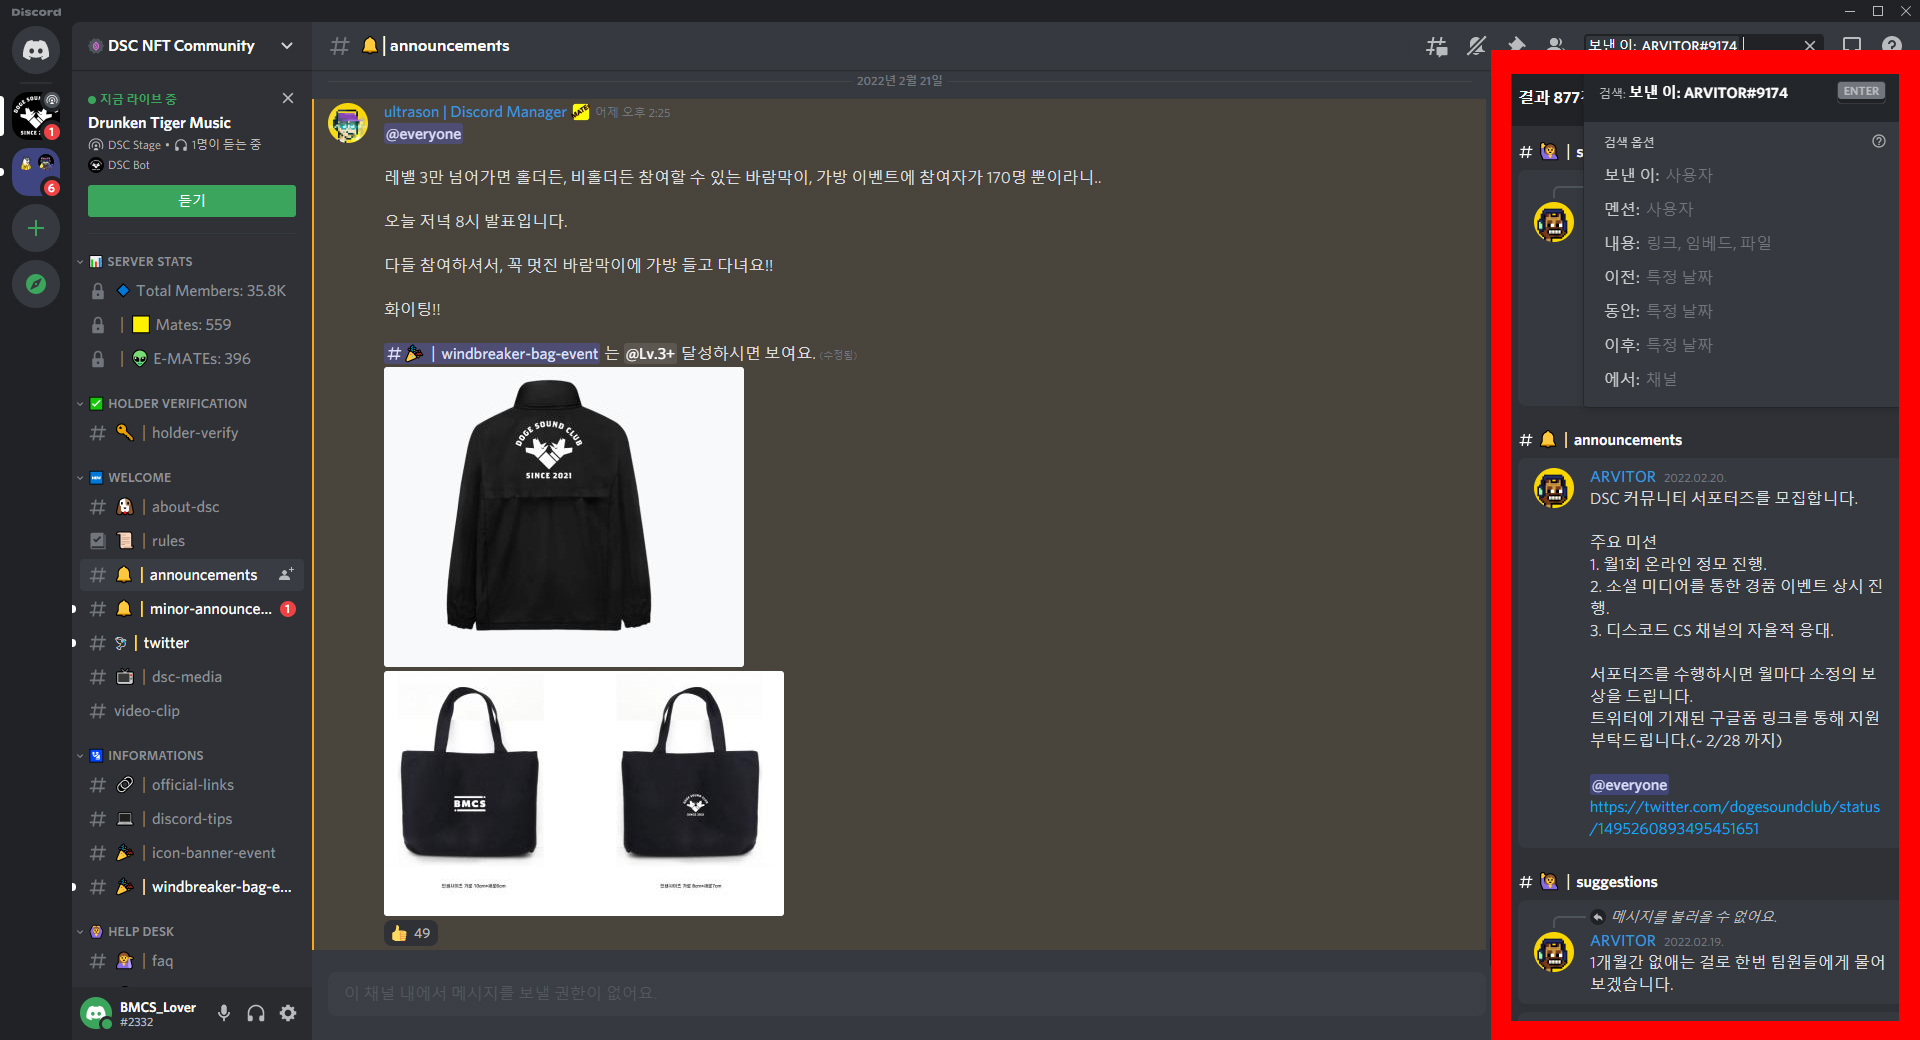 Discord
DSC NFT Community
지금 라이브 중
Drunken Tiger Music
DSC Stage • 1명이 듣는 중
DSC Bot
듣기
SERVER STATS
Total Members: 35.8K
| Mates: 559
| E-MATEs: 396
HOLDER VERIFICATION
# | holder-verify
WELCOME
# | about-dsc
| rules
# | announcements
# | minor-announce... 1
# | twitter
# | dsc-media
# video-clip
INFORMATIONS
# | official-links
# | discord-tips
# | icon-banner-event
# | windbreaker-bag-e...
HELP DESK
# faq
BMCS_Lover
#2332
1
6
# | announcements
2022년 2월 21일
ultrason | Discord Manager 어제 오후 2:25
@everyone
레밸 3만 넘어가면 홀더든, 비홀더든 참여할 수 있는 바람막이, 가방 이벤트에 참여자가 170명 뿐이라니..
오늘 저녁 8시 발표입니다.
다들 참여하셔서, 꼭 멋진 바람막이에 가방 들고 다녀요!!
화이팅!!
# | windbreaker-bag-event 는 @Lv.3+ 달성하시면 보여요. (수정됨)
DOGE SOUND CLUB
SINCE 2021
BMCS
49
이 채널 내에서 메시지를 보낼 권한이 없어요.
보낸 이: ARVITOR#9174
결과 877
검색: 보낸 이: ARVITOR#9174 ENTER
# | s
검색 옵션
보낸 이: 사용자
멘션: 사용자
내용: 링크, 임베드, 파일
이전: 특정 날짜
동안: 특정 날짜
이후: 특정 날짜
에서: 채널
# | announcements
ARVITOR 2022.02.20.
DSC 커뮤니티 서포터즈를 모집합니다.
주요 미션
1. 월1회 온라인 정모 진행.
2. 소셜 미디어를 통한 경품 이벤트 상시 진
행.
3. 디스코드 CS 채널의 자율적 응대.
서포터즈를 수행하시면 월마다 소정의 보
상을 드립니다.
트위터에 기재된 구글폼 링크를 통해 지원
부탁드립니다.(~ 2/28 까지)
@everyone
https://twitter.com/dogesoundclub/status
/1495260893495451651
# | suggestions
메시지를 불러올 수 없어요.
ARVITOR 2022.02.19.
1개월간 없애는 걸로 한번 팀원들에게 물어
보겠습니다.